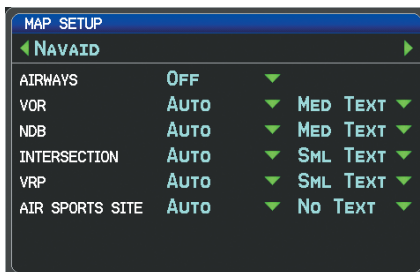 MAP SETUP
NAVAID
AIRWAYS OFF
VOR AUTO MED TEXT
NDB AUTO MED TEXT
INTERSECTION AUTO SML TEXT
VRP AUTO SML TEXT
AIR SPORTS SITE AUTO NO TEXT